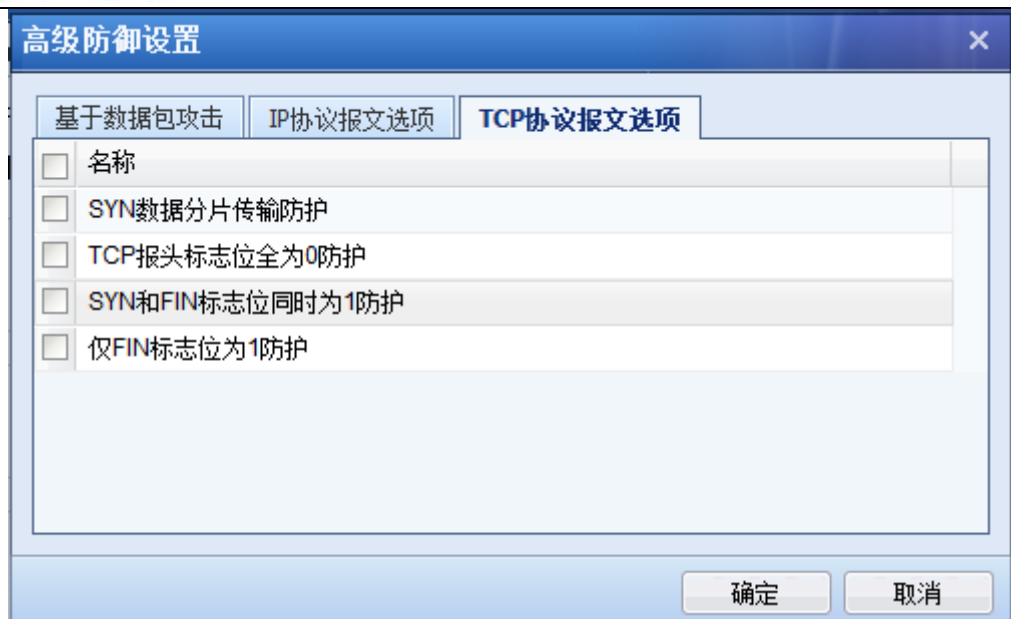 高级防御设置
基于数据包攻击 IP协议报文选项 TCP协议报文选项
名称
SYN数据分片传输防护
TCP报头标志位全为0防护
SYN和FIN标志位同时为1防护
仅FIN标志位为1防护
确定 取消